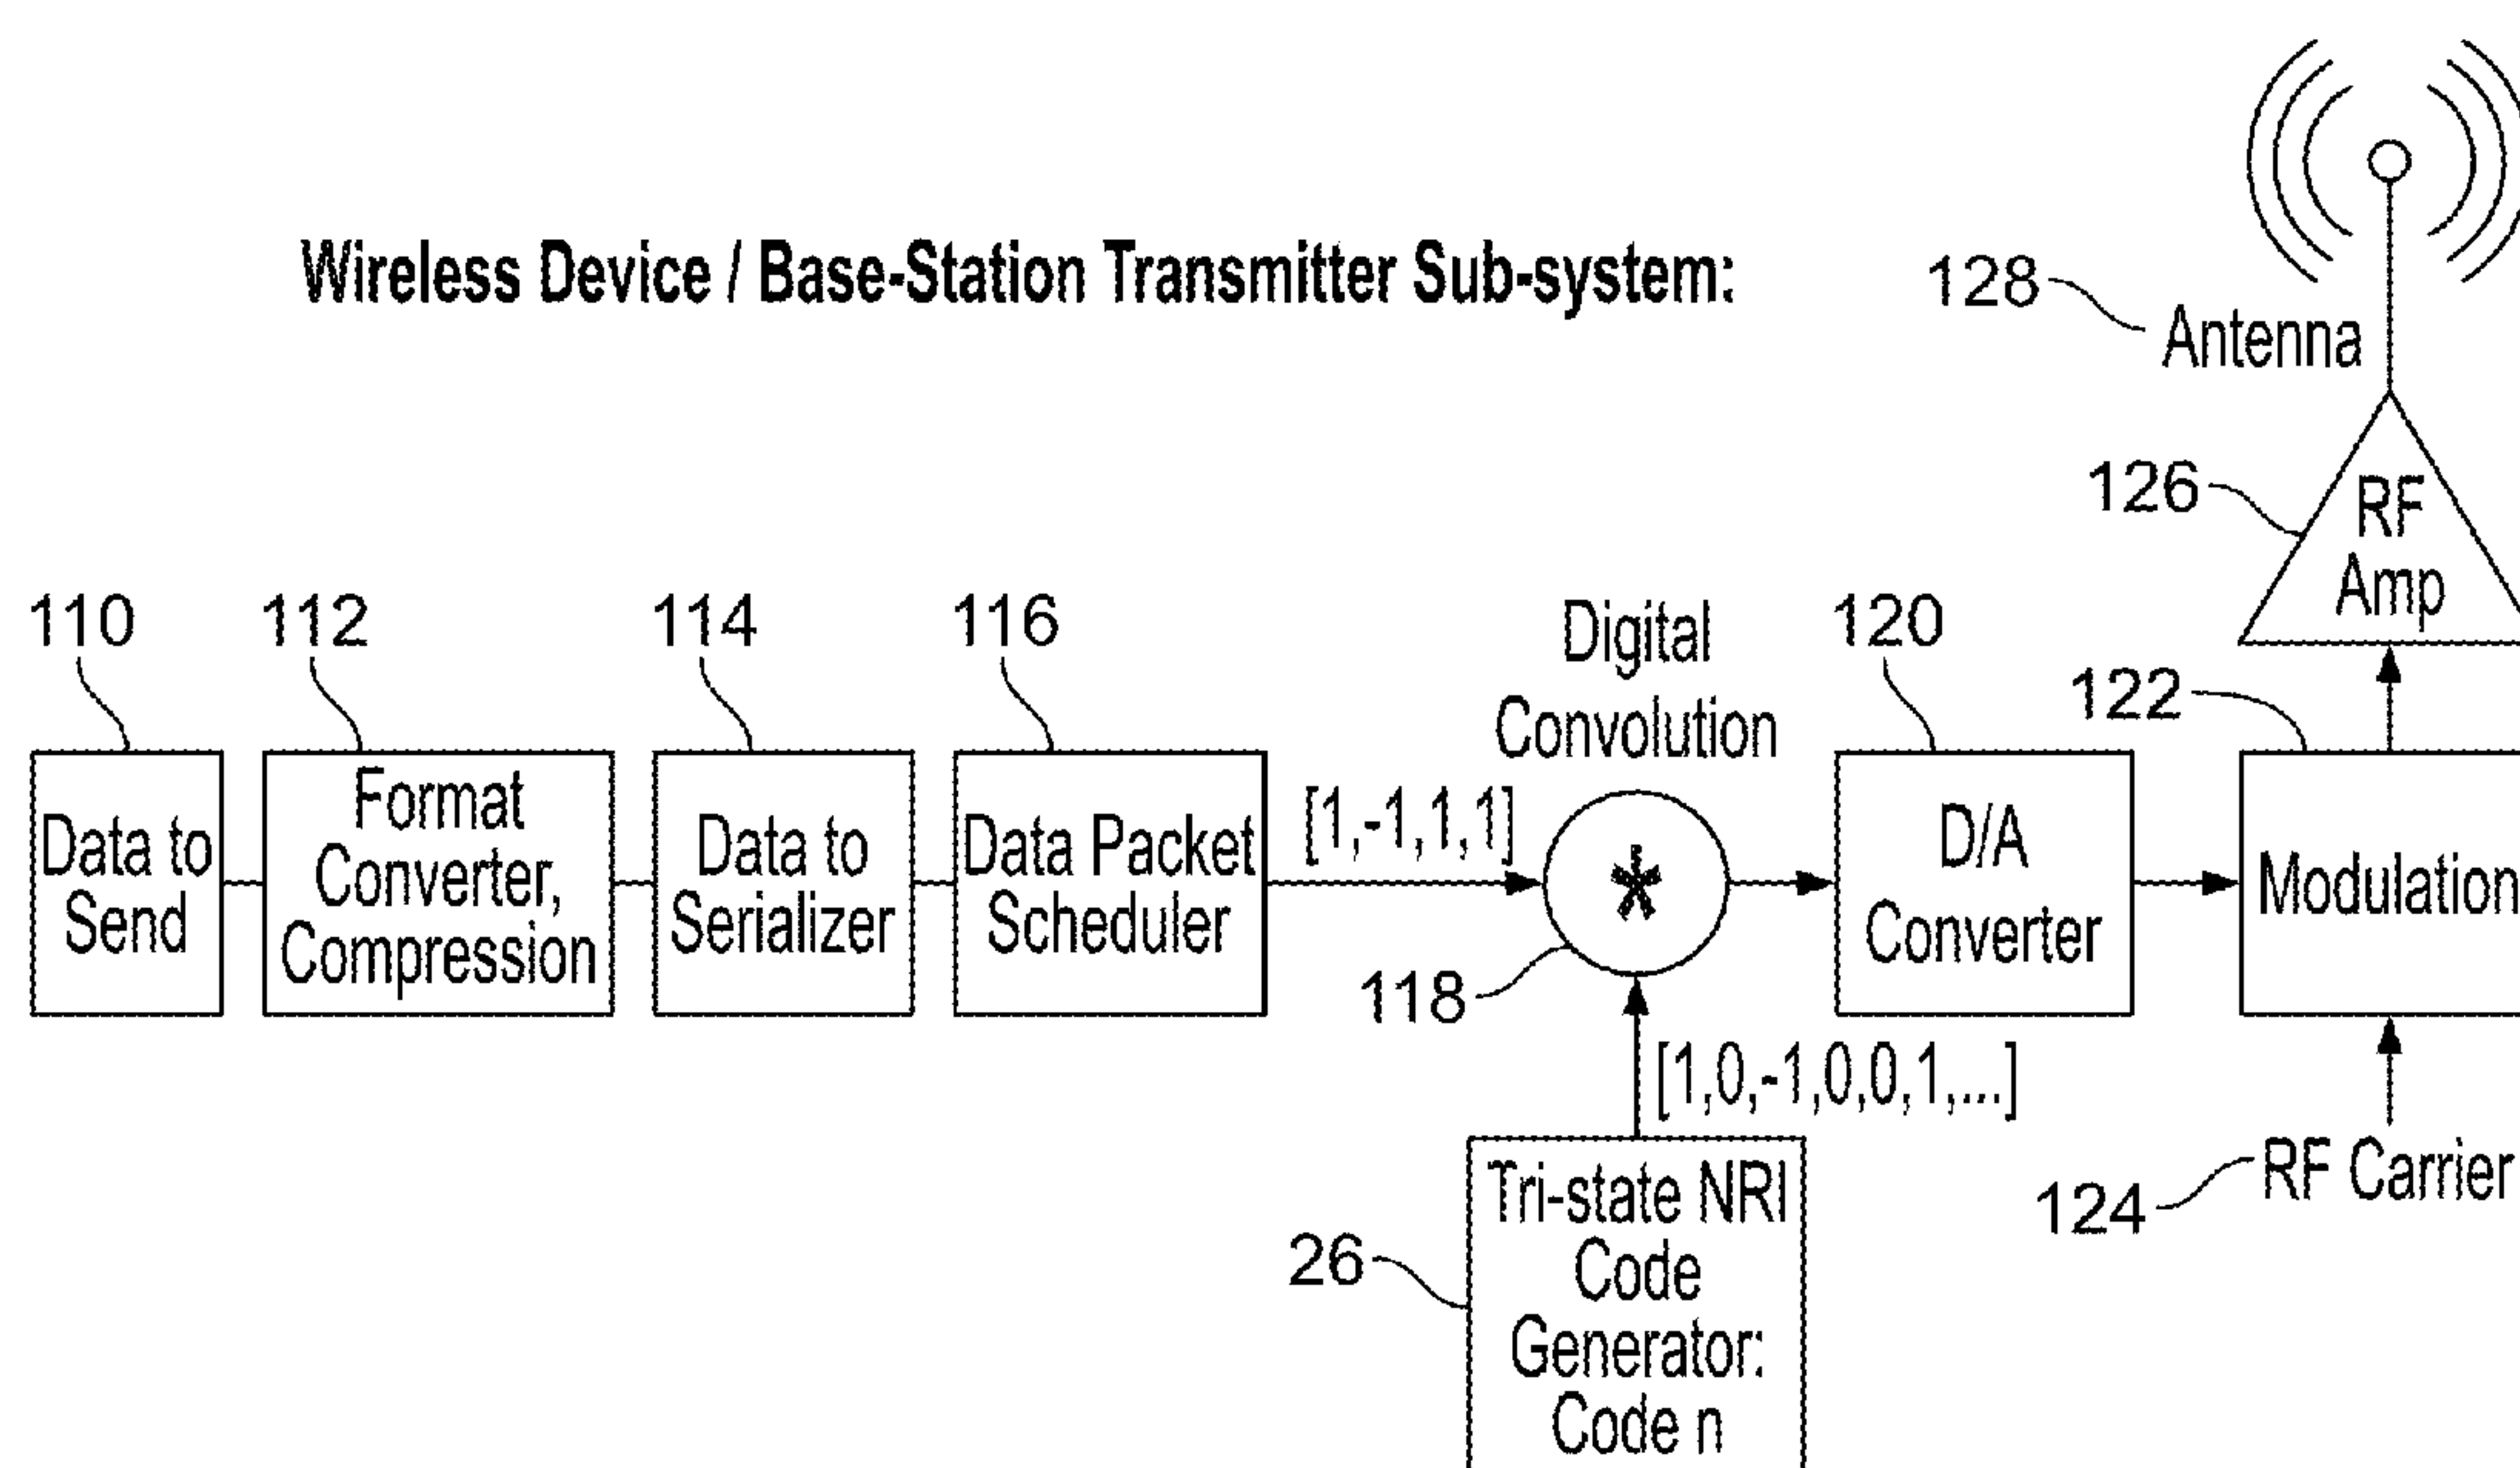 Wireless Device / Base-Station Transmitter Sub-system:
128
Antenna
126
RF
Amp
110
112
114
116
Digital
Convolution
120
122
Data to
Send
Format
Converter,
Compression
Data to
Serializer
Data Packet
Scheduler
[1,-1,1,1]
*
118
D/A
Converter
Modulation
[1,0,-1,0,0,1,...]
124
RF Carrier
26
Tri-state NRI
Code
Generator:
Code n